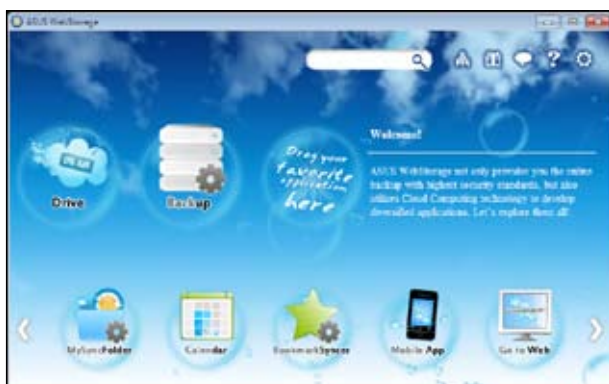 ASUS WebStorage
Welcome!
ASUS WebStorage not only provides you the online
backup with highest security standards, but also
utilizes Cloud Computing technology to develop
diversified applications. Let's explore them all!
Drag your
favorite
application
here
Drive
Backup
MySyncFolder
Calendar
BookmarkSyncer
Mobile App
Go to Web